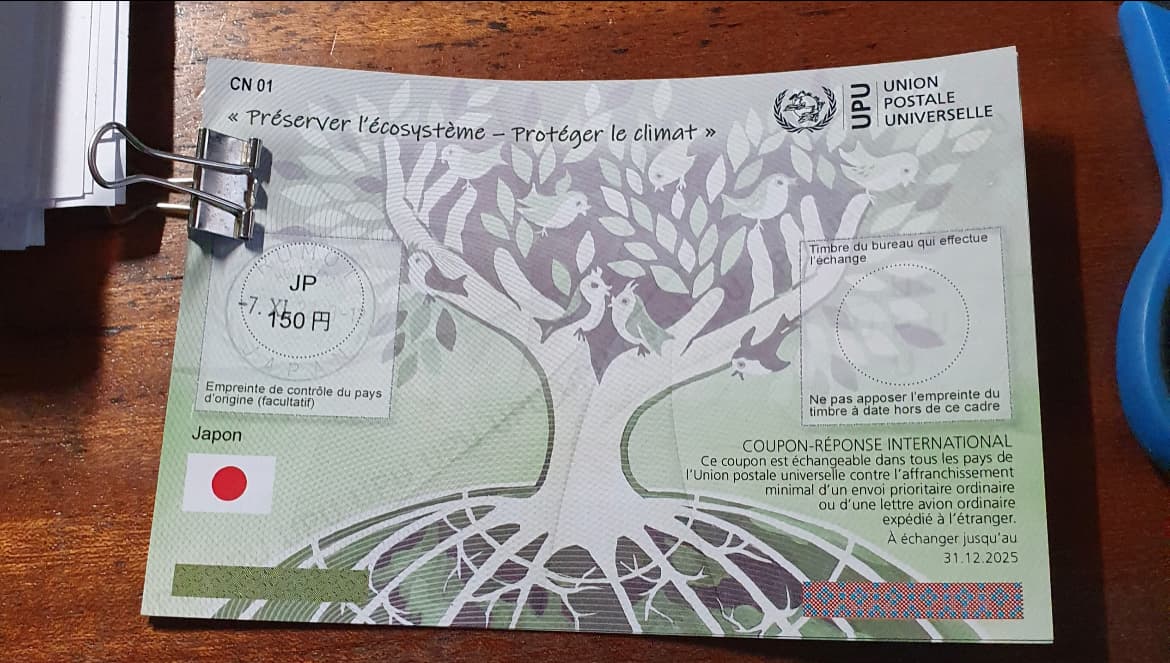 CN 01
« Préserver l'écosystème – Protéger le climat »
UPU
UNION
POSTALE
UNIVERSELLE
JP
-7. XI
150 円
JAPAN
Empreinte de contrôle du pays
d'origine (facultatif)
Timbre du bureau qui effectue
l'échange
Ne pas apposer l'empreinte du
timbre à date hors de ce cadre
Japon
COUPON-RÉPONSE INTERNATIONAL
Ce coupon est échangeable dans tous les pays de
l'Union postale universelle contre l'affranchissement
minimal d'un envoi prioritaire ordinaire
ou d'une lettre avion ordinaire
expédié à l'étranger.
À échanger jusqu'au
31.12.2025